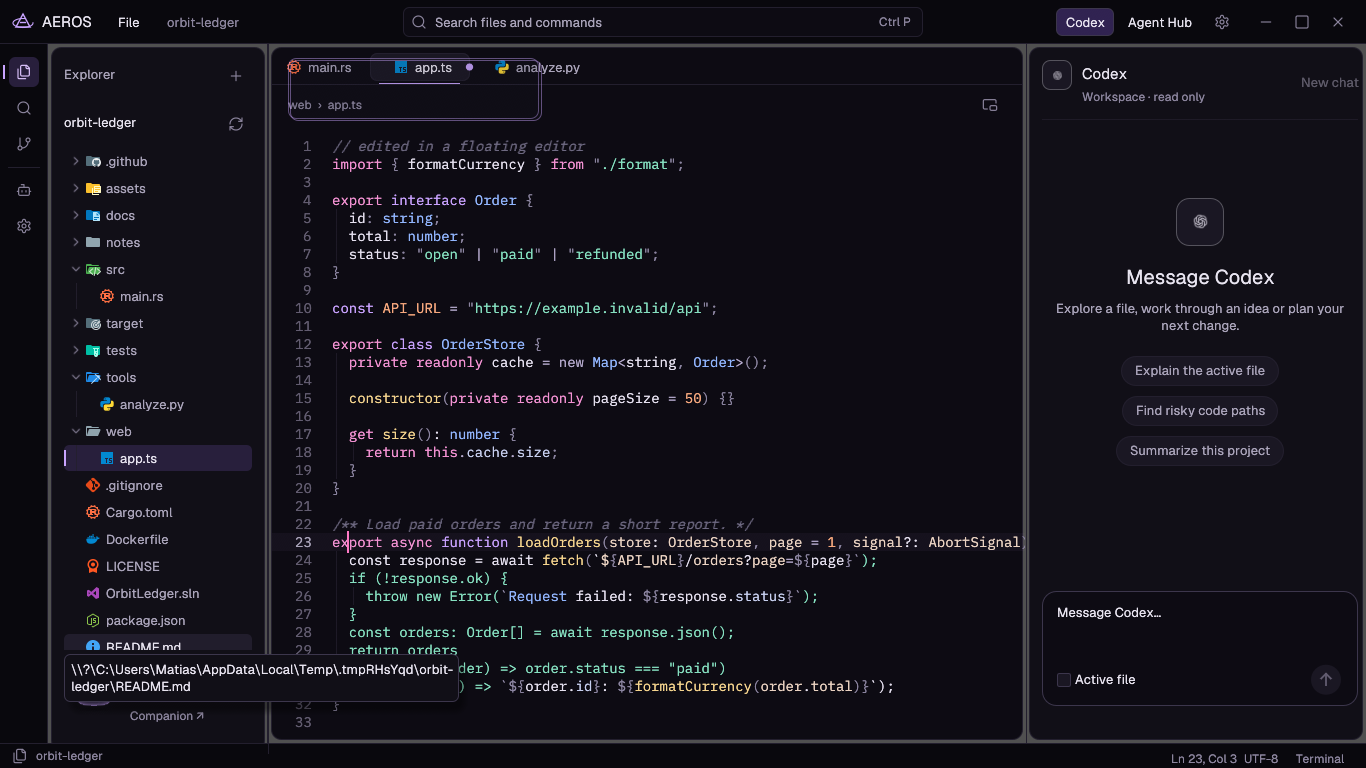 AEROS File orbit-ledger Search files and commands Ctrl P Codex Agent Hub
Explorer
orbit-ledger
.github
assets
docs
notes
src
main.rs
target
tests
tools
analyze.py
web
app.ts
.gitignore
Cargo.toml
Dockerfile
LICENSE
OrbitLedger.sln
package.json
README.md
\\?\C:\Users\Matias\AppData\Local\Temp\.tmpRHsYqd\orbit-
ledger\README.md
Companion ↗
main.rs app.ts analyze.py
web › app.ts
1 // edited in a floating editor
2 import { formatCurrency } from "./format";
3
4 export interface Order {
5 id: string;
6 total: number;
7 status: "open" | "paid" | "refunded";
8 }
9
10 const API_URL = "https://example.invalid/api";
11
12 export class OrderStore {
13 private readonly cache = new Map<string, Order>();
14
15 constructor(private readonly pageSize = 50) {}
16
17 get size(): number {
18 return this.cache.size;
19 }
20 }
21
22 /** Load paid orders and return a short report. */
23 export async function loadOrders(store: OrderStore, page = 1, signal?: AbortSignal)
24 const response = await fetch(`${API_URL}/orders?page=${page}`);
25 if (!response.ok) {
26 throw new Error(`Request failed: ${response.status}`);
27 }
28 const orders: Order[] = await response.json();
29 return orders
der) => order.status === "paid")
) => `${order.id}: ${formatCurrency(order.total)}`);
32 }
33
Codex
Workspace · read only
New chat
Message Codex
Explore a file, work through an idea or plan your
next change.
Explain the active file
Find risky code paths
Summarize this project
Message Codex…
Active file
orbit-ledger Ln 23, Col 3 UTF-8 Terminal